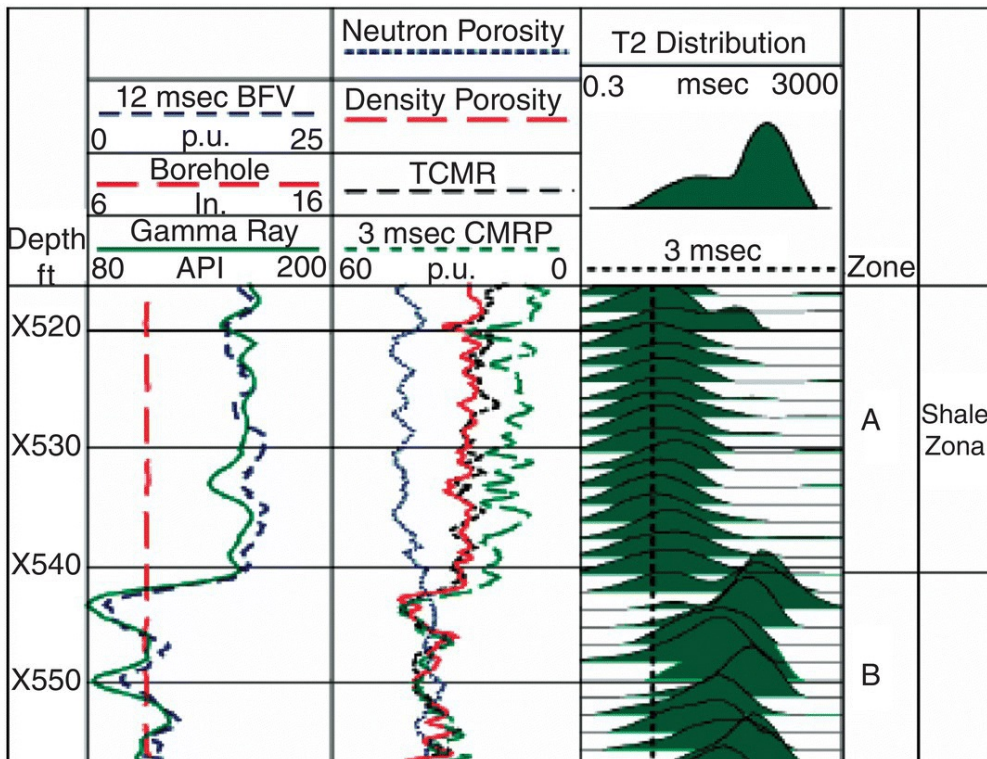 Neutron Porosity
T2 Distribution
0.3 msec 3000
12 msec BFV
0 p.u. 25
Density Porosity
Borehole
6 In. 16
TCMR
Depth
ft
Gamma Ray
80 API 200
3 msec CMRP
60 p.u. 0
3 msec
Zone
X520
X530
X540
X550
A
Shale
Zona
B